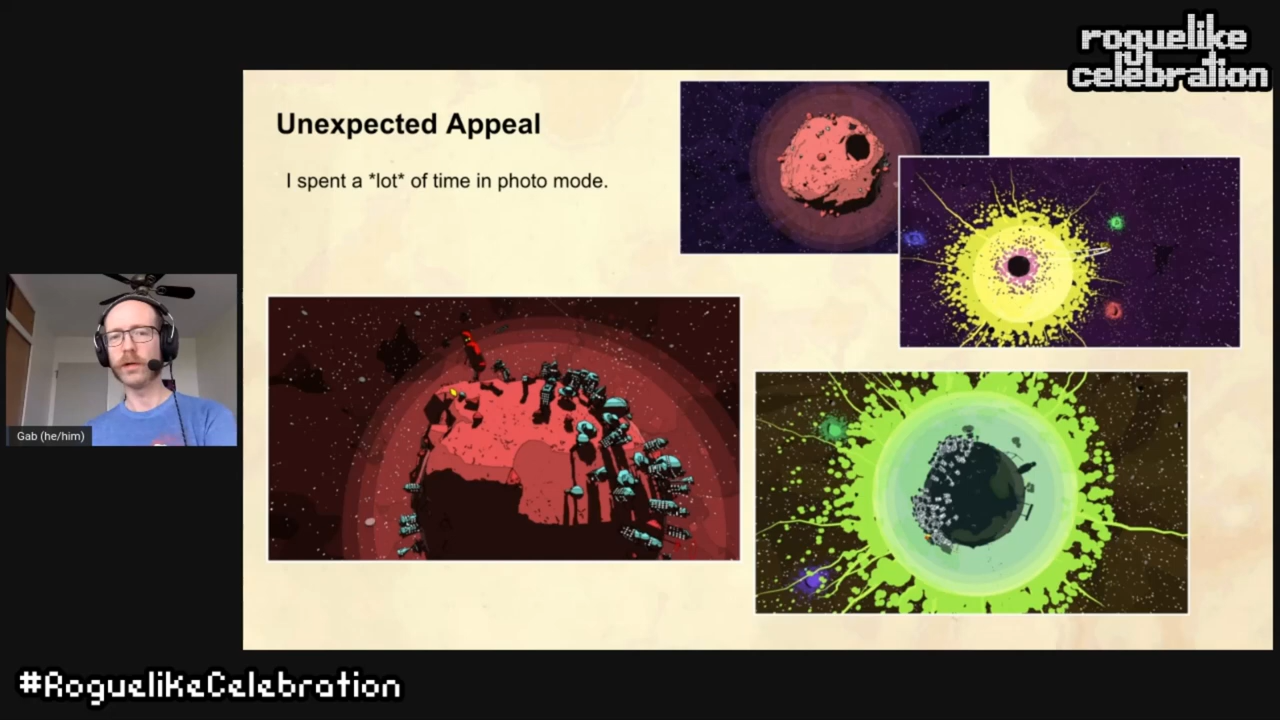 roguelike
celebration
Unexpected Appeal
I spent a *lot* of time in photo mode.
Gab (he/him)
#RoguelikeCelebration